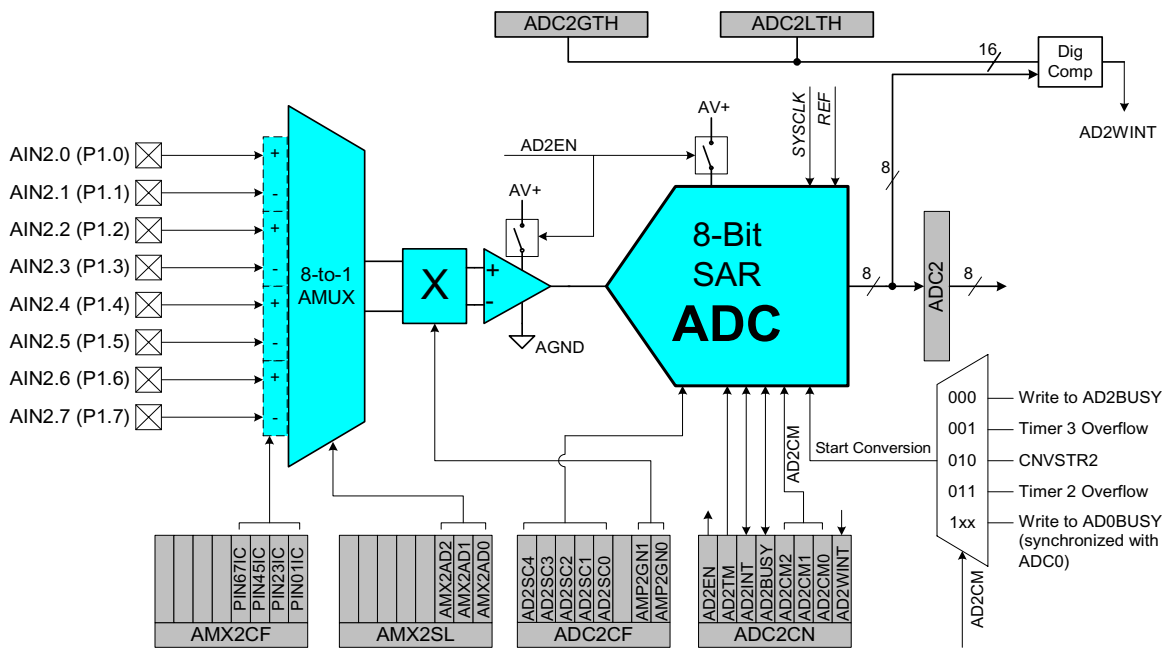 ADC2GTH
ADC2LTH
16
Dig
Comp
AD2WINT
SYSCLK
REF
AV+
AD2EN
AV+
8
AIN2.0 (P1.0)
AIN2.1 (P1.1)
AIN2.2 (P1.2)
AIN2.3 (P1.3)
AIN2.4 (P1.4)
AIN2.5 (P1.5)
AIN2.6 (P1.6)
AIN2.7 (P1.7)
+
-
+
-
+
-
+
-
8-to-1
AMUX
X
+
-
AGND
8-Bit
SAR
ADC
8
ADC2
8
Start Conversion
000
001
010
011
1xx
Write to AD2BUSY
Timer 3 Overflow
CNVSTR2
Timer 2 Overflow
Write to AD0BUSY
(synchronized with
ADC0)
AD2CM
AD2CM
PIN67IC
PIN45IC
PIN23IC
PIN01IC
AMX2CF
AMX2AD2
AMX2AD1
AMX2AD0
AMX2SL
AD2SC4
AD2SC3
AD2SC2
AD2SC1
AD2SC0
AMP2GN1
AMP2GN0
ADC2CF
AD2EN
AD2TM
AD2INT
AD2BUSY
AD2CM2
AD2CM1
AD2CM0
AD2WINT
ADC2CN